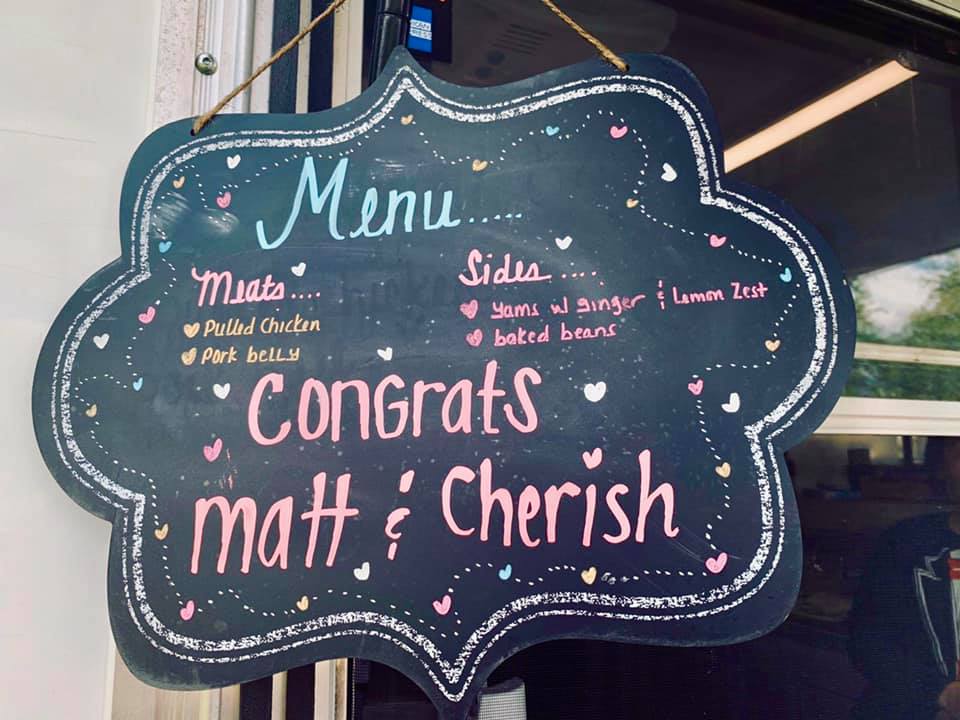 Menu.....
Meats....
Pulled Chicken
Pork belly
Sides....
yams w/ ginger & Lemon Zest
baked beans
Congrats
matt & Cherish